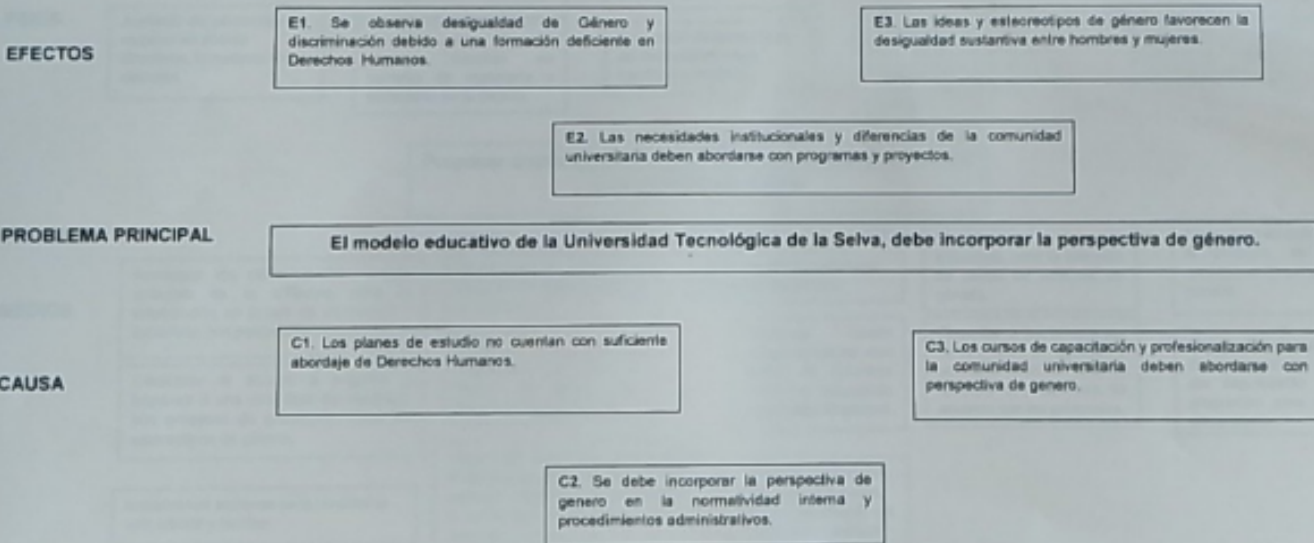 E1. Se observa desigualdad de Género y
discriminación debido a una formación deficiente en
Derechos Humanos.
E3. Las ideas y estereotipos de género favorecen la
desigualdad sustantiva entre hombres y mujeres.
EFECTOS
E2. Las necesidades institucionales y diferencias de la comunidad
universitaria deben abordarse con programas y proyectos.
PROBLEMA PRINCIPAL
El modelo educativo de la Universidad Tecnológica de la Selva, debe incorporar la perspectiva de género.
C1. Los planes de estudio no cuentan con suficiente
abordaje de Derechos Humanos.
C3. Los cursos de capacitación y profesionalización para
la comunidad universitaria deben abordarse con
perspectiva de genero.
CAUSA
C2. Se debe incorporar la perspectiva de
genero en la normatividad interna y
procedimientos administrativos.